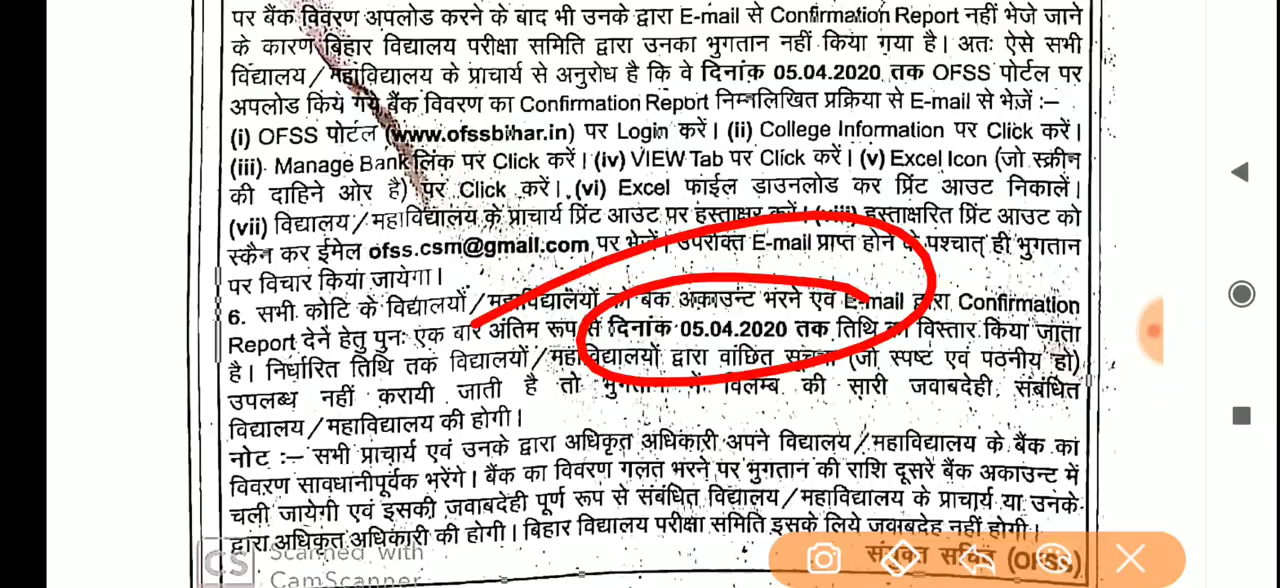 पर बैंक विवरण अपलोड करने के बाद भी उनके द्वारा E-mail से Confirmation Report नहीं भेजे जाने
के कारण बिहार विद्यालय परीक्षा समिति द्वारा उनका भुगतान नहीं किया गया है। अतः ऐसे सभी
विद्यालय/महाविद्यालय के प्राचार्य से अनुरोध है कि वे दिनांक 05.04.2020 तक OFSS पोर्टल पर
अपलोड किये गये बैंक विवरण का Confirmation Report निम्नलिखित प्रक्रिया से E-mail से भेजें :–
(i) OFSS पोर्टल (www.ofssbihar.in) पर Login करें। (ii) College Information पर Click करें।
(iii) Manage Bank लिंक पर Click करें। (iv) VIEW Tab पर Click करें। (v) Excel Icon (जो स्क्रीन
की दाहिने ओर है) पर Click करें। (vi) Excel फाईल डाउनलोड कर प्रिंट आउट निकालें।
(vii) विद्यालय/महाविद्यालय के प्राचार्य प्रिंट आउट पर हस्ताक्षर करें। (viii) हस्ताक्षरित प्रिंट आउट को
स्कैन कर ईमेल ofss.csm@gmail.com पर भेजें। उपरोक्त E-mail प्राप्त होने के पश्चात् ही भुगतान
पर विचार किया जायेगा।
6. सभी कोटि के विद्यालयों/महाविद्यालयों को बैंक अकाउन्ट भरने एवं E-mail द्वारा Confirmation
Report देने हेतु पुनः एक बार अंतिम रूप से दिनांक 05.04.2020 तक तिथि का विस्तार किया जाता
है। निर्धारित तिथि तक विद्यालयों/महाविद्यालयों द्वारा वांछित सूचना (जो स्पष्ट एवं पठनीय हो)
उपलब्ध नहीं करायी जाती है तो भुगतान में विलम्ब की सारी जवाबदेही संबंधित
विद्यालय/महाविद्यालय की होगी।
नोट :– सभी प्राचार्य एवं उनके द्वारा अधिकृत अधिकारी अपने विद्यालय/महाविद्यालय के बैंक का
विवरण सावधानीपूर्वक भरेंगे। बैंक का विवरण गलत भरने पर भुगतान की राशि दूसरे बैंक अकाउन्ट में
चली जायेगी एवं इसकी जवाबदेही पूर्ण रूप से संबंधित विद्यालय/महाविद्यालय के प्राचार्य या उनके
द्वारा अधिकृत अधिकारी की होगी। बिहार विद्यालय परीक्षा समिति इसके लिये जवाबदेह नहीं होगी।
संयुक्त सचिव (OFSS)
CS Scanned with
CamScanner